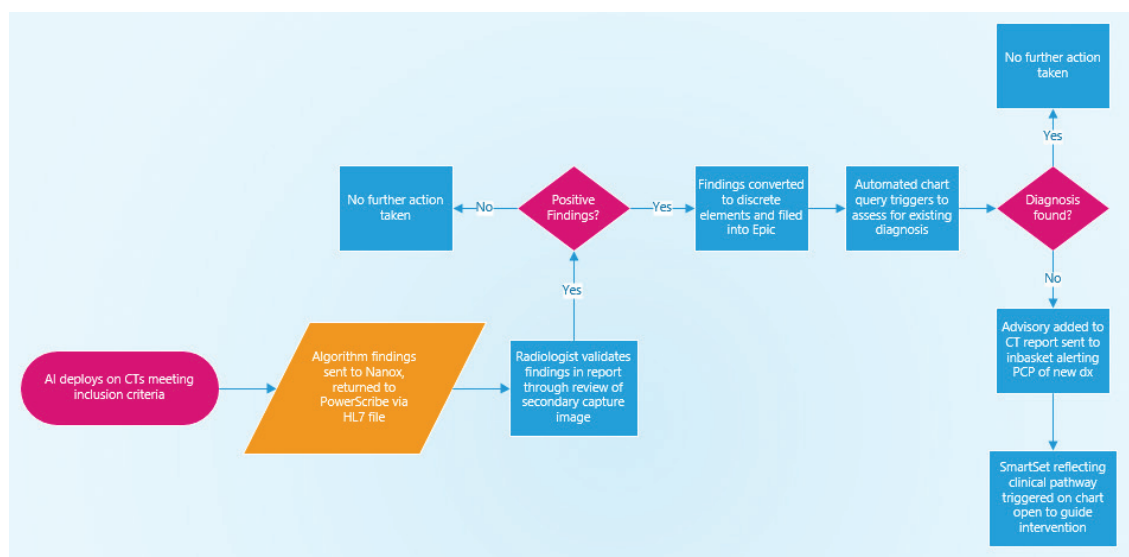 AI deploys on CTs meeting
inclusion criteria
Algorithm findings
sent to Nanox,
returned to
PowerScribe via
HL7 file
Radiologist validates
findings in report
through review of
secondary capture
image
Yes
Positive
Findings?
No
No further action
taken
Yes
Findings converted
to discrete
elements and filed
into Epic
Automated chart
query triggers to
assess for existing
diagnosis
Diagnosis
found?
Yes
No further action
taken
No
Advisory added to
CT report sent to
inbasket alerting
PCP of new dx
SmartSet reflecting
clinical pathway
triggered on chart
open to guide
intervention